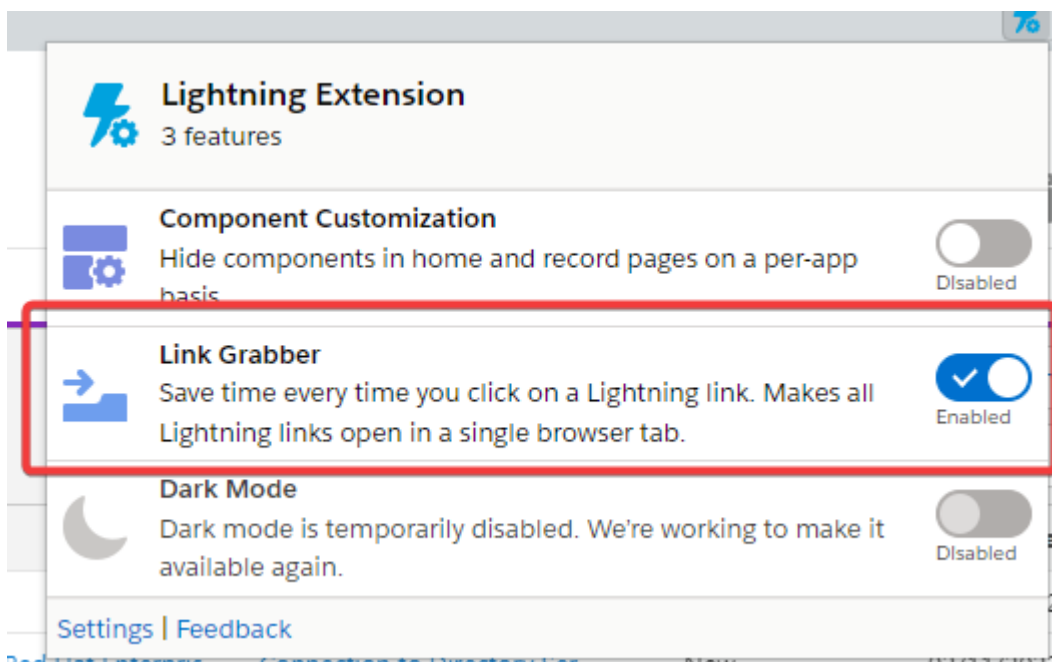 Lightning Extension
3 features
Component Customization
Hide components in home and record pages on a per-app
basis
DIsabled
Link Grabber
Save time every time you click on a Lightning link. Makes all
Lightning links open in a single browser tab.
Enabled
Dark Mode
Dark mode is temporarily disabled. We're working to make it
available again.
DIsabled
Settings | Feedback